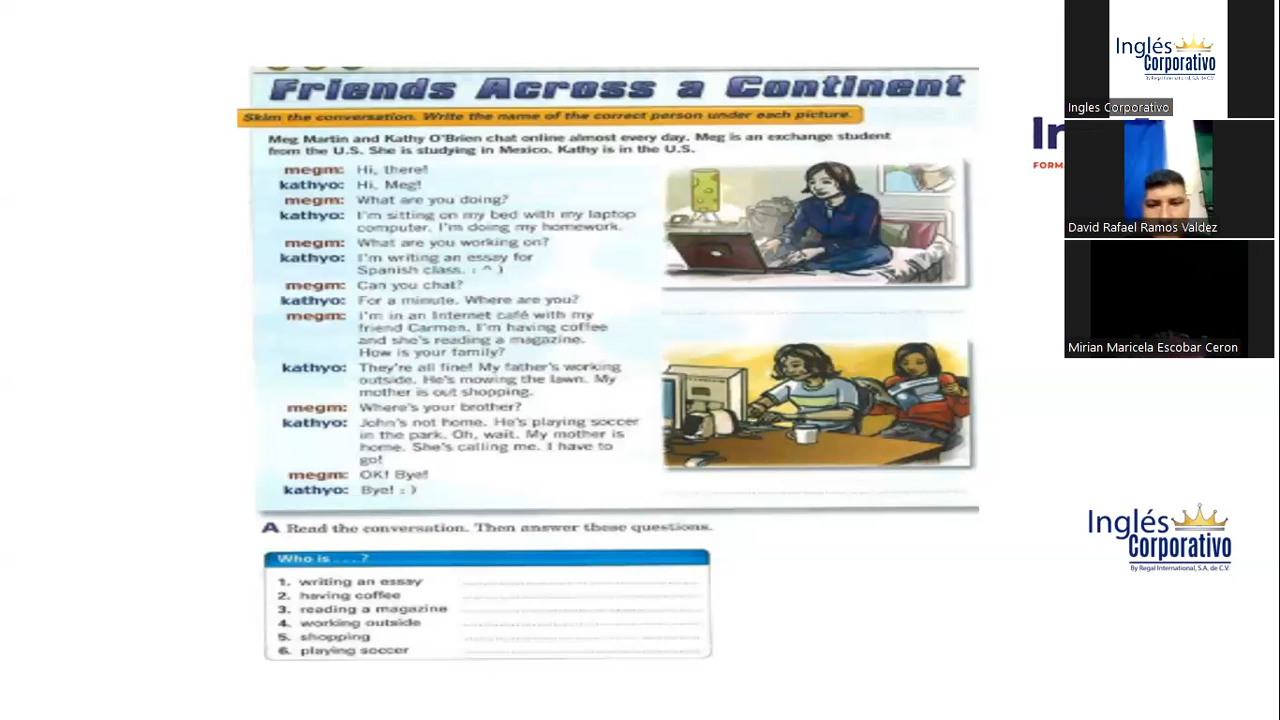 Friends Across a Continent
Skim the conversation. Write the name of the correct person under each picture.
Meg Martin and Kathy O'Brien chat online almost every day. Meg is an exchange student
from the U.S. She is studying in Mexico. Kathy is in the U.S.
megm: Hi, there!
kathyo: Hi, Meg!
megm: What are you doing?
kathyo: I'm sitting on my bed with my laptop
computer. I'm doing my homework.
megm: What are you working on?
kathyo: I'm writing an essay for
Spanish class. : ^ )
megm: Can you chat?
kathyo: For a minute. Where are you?
megm: I'm in an Internet café with my
friend Carmen. I'm having coffee
and she's reading a magazine.
How is your family?
kathyo: They're all fine! My father's working
outside. He's mowing the lawn. My
mother is out shopping.
megm: Where's your brother?
kathyo: John's not home. He's playing soccer
in the park. Oh, wait. My mother is
home. She's calling me. I have to
go!
megm: OK! Bye!
kathyo: Bye! : )
A Read the conversation. Then answer these questions.
Who is . . . ?
1. writing an essay
2. having coffee
3. reading a magazine
4. working outside
5. shopping
6. playing soccer
Inglés
Corporativo
By Regal International, S.A. de C.V.
Ingles Corporativo
FORM
David Rafael Ramos Valdez
Mirian Maricela Escobar Ceron
Inglés
Corporativo
By Regal International, S.A. de C.V.